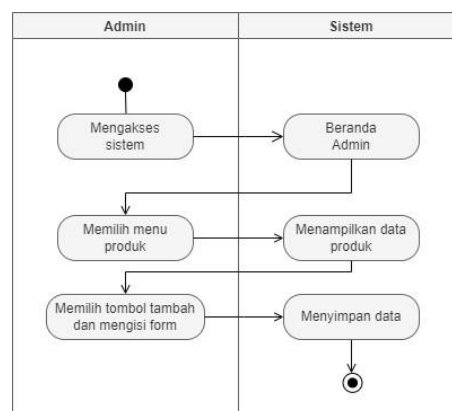 Admin
Sistem
Mengakses
sistem
Beranda
Admin
Memilih menu
produk
Menampilkan data
produk
Memilih tombol tambah
dan mengisi form
Menyimpan data